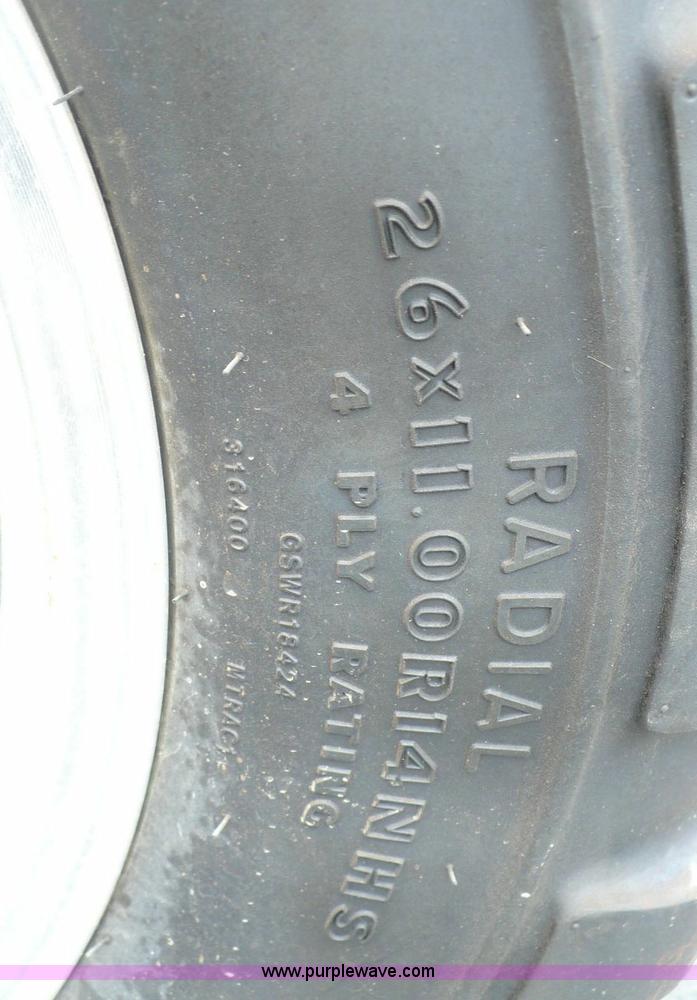 RADIAL
26X11.00R14NHS
4 PLY RATING
GSWR18424
316400
www.purplewave.com